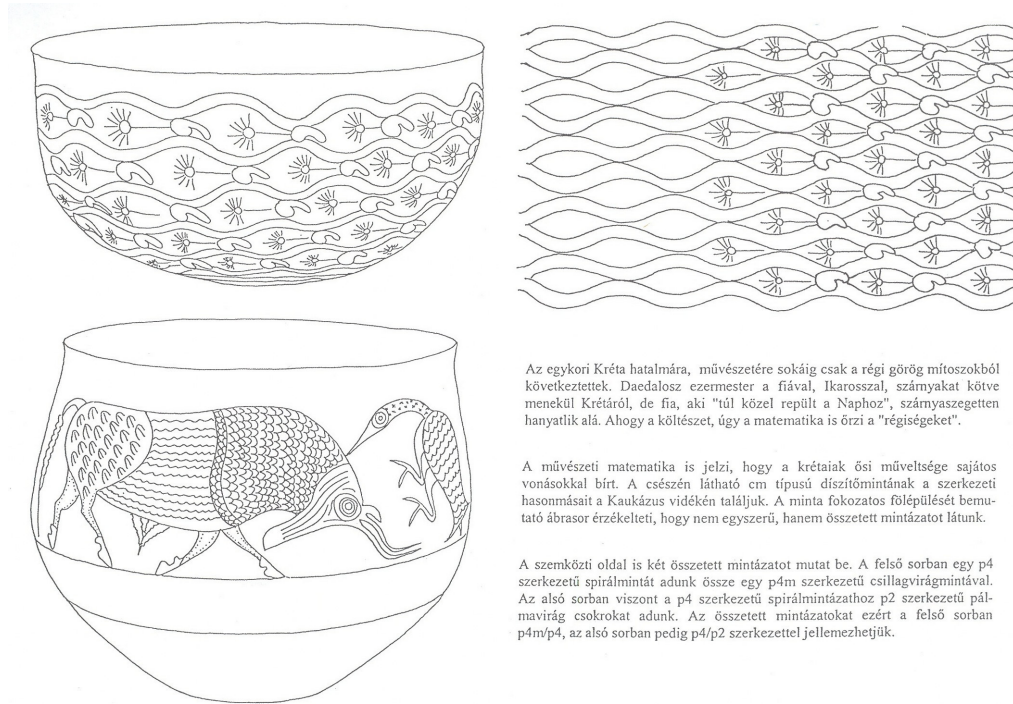 Az egykori Kréta hatalmára, művészetére sokáig csak a régi görög mítoszokból
következtettek. Daedalosz ezermester a fiával, Ikarosszal, szárnyakat kötve
menekül Krétáról, de fia, aki "túl közel repült a Naphoz", szárnyaszegetten
hanyatlik alá. Ahogy a költészet, úgy a matematika is őrzi a "régiségeket".
A művészeti matematika is jelzi, hogy a krétaiak ősi műveltsége sajátos
vonásokkal bírt. A csészén látható cm típusú díszítőmintának a szerkezeti
hasonmásait a Kaukázus vidékén találjuk. A minta fokozatos fölépülését bemu-
tató ábrasor érzékelteti, hogy nem egyszerű, hanem összetett mintázatot látunk.
A szemközti oldal is két összetett mintázatot mutat be. A felső sorban egy p4
szerkezetű spirálmintát adunk össze egy p4m szerkezetű csillagvirágmintával.
Az alsó sorban viszont a p4 szerkezetű spirálmintázathoz p2 szerkezetű pál-
mavirág csokrokat adunk. Az összetett mintázatokat ezért a felső sorban
p4m/p4, az alsó sorban pedig p4/p2 szerkezettel jellemezhetjük.